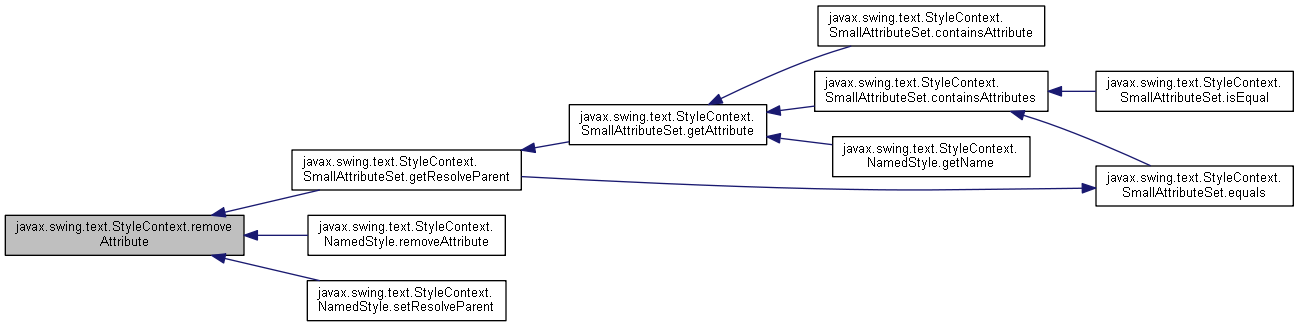 javax.swing.text.StyleContext.
SmallAttributeSet.containsAttribute
javax.swing.text.StyleContext.
SmallAttributeSet.containsAttributes
javax.swing.text.StyleContext.
SmallAttributeSet.isEqual
javax.swing.text.StyleContext.
SmallAttributeSet.getAttribute
javax.swing.text.StyleContext.
NamedStyle.getName
javax.swing.text.StyleContext.
SmallAttributeSet.getResolveParent
javax.swing.text.StyleContext.
SmallAttributeSet.equals
javax.swing.text.StyleContext.remove
Attribute
javax.swing.text.StyleContext.
NamedStyle.removeAttribute
javax.swing.text.StyleContext.
NamedStyle.setResolveParent